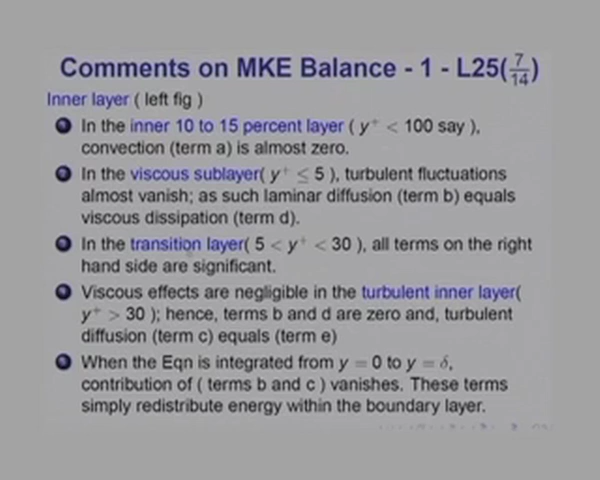 Comments on MKE Balance - 1 - L25(7/14)
Inner layer ( left fig )
In the inner 10 to 15 percent layer ( y+ < 100 say ),
convection (term a) is almost zero.
In the viscous sublayer( y+ ≤ 5 ), turbulent fluctuations
almost vanish; as such laminar diffusion (term b) equals
viscous dissipation (term d).
In the transition layer( 5 < y+ < 30 ), all terms on the right
hand side are significant.
Viscous effects are negligible in the turbulent inner layer(
y+ > 30 ); hence, terms b and d are zero and, turbulent
diffusion (term c) equals (term e)
When the Eqn is integrated from y = 0 to y = δ,
contribution of ( terms b and c ) vanishes. These terms
simply redistribute energy within the boundary layer.